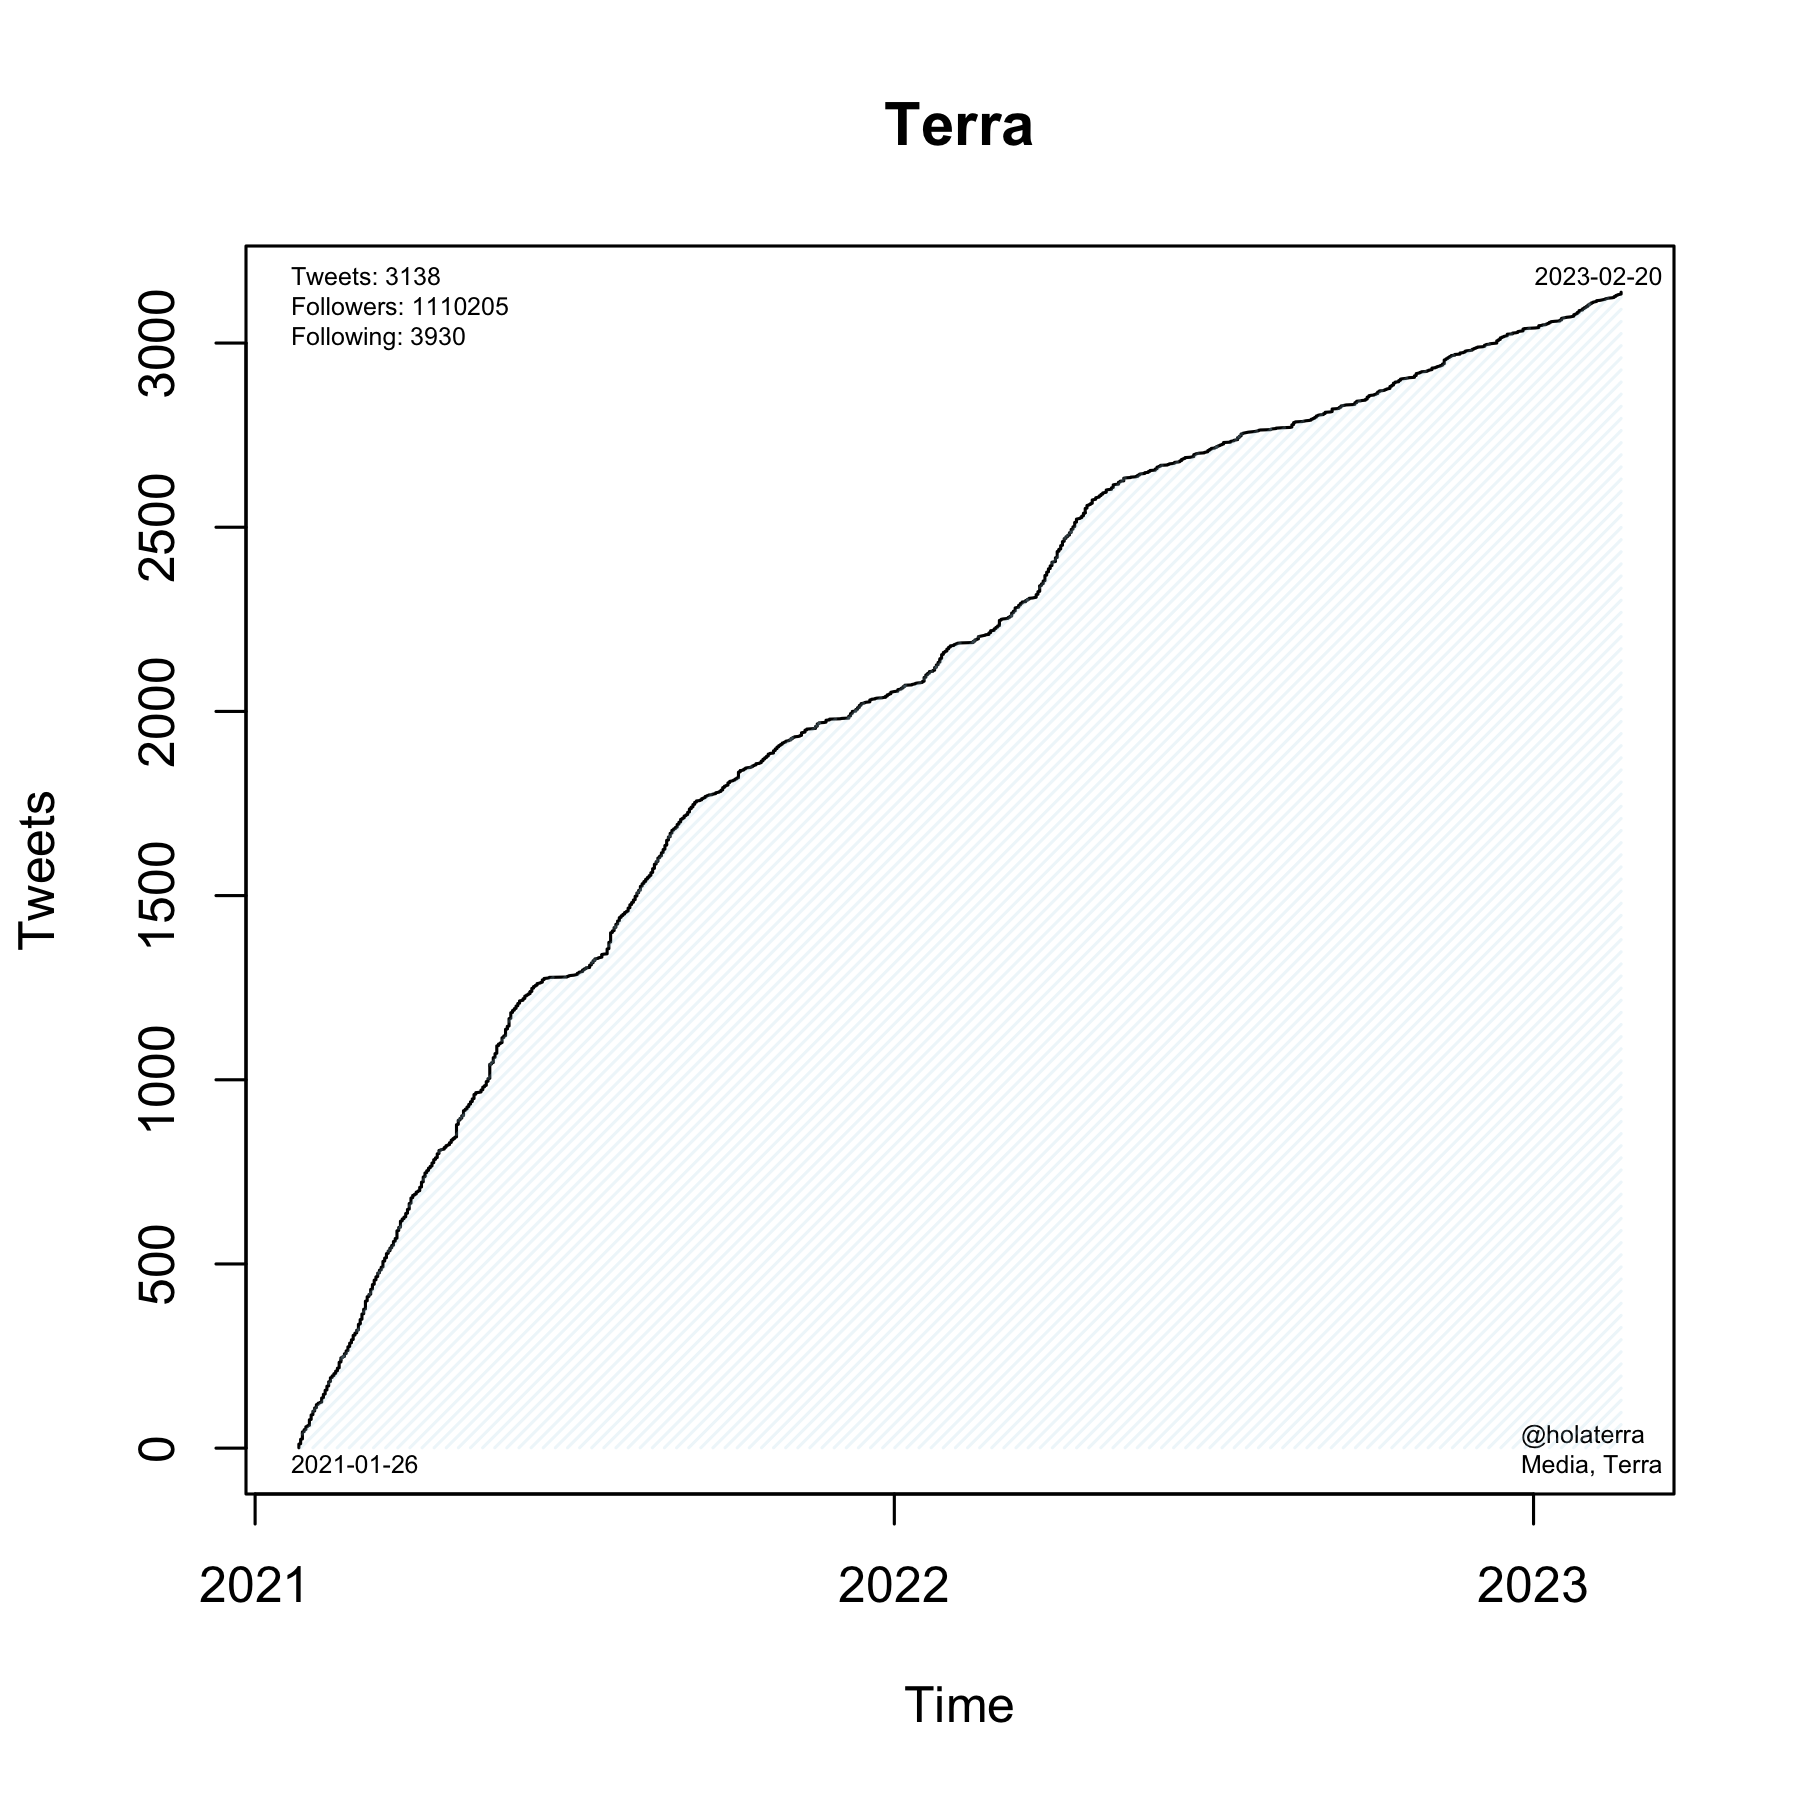 Terra
Tweets: 3138
Followers: 1110205
Following: 3930
2023-02-20
3000
2500
2000
1500
1000
500
0
Tweets
2021-01-26
@holaterra
Media, Terra
2021
2022
2023
Time